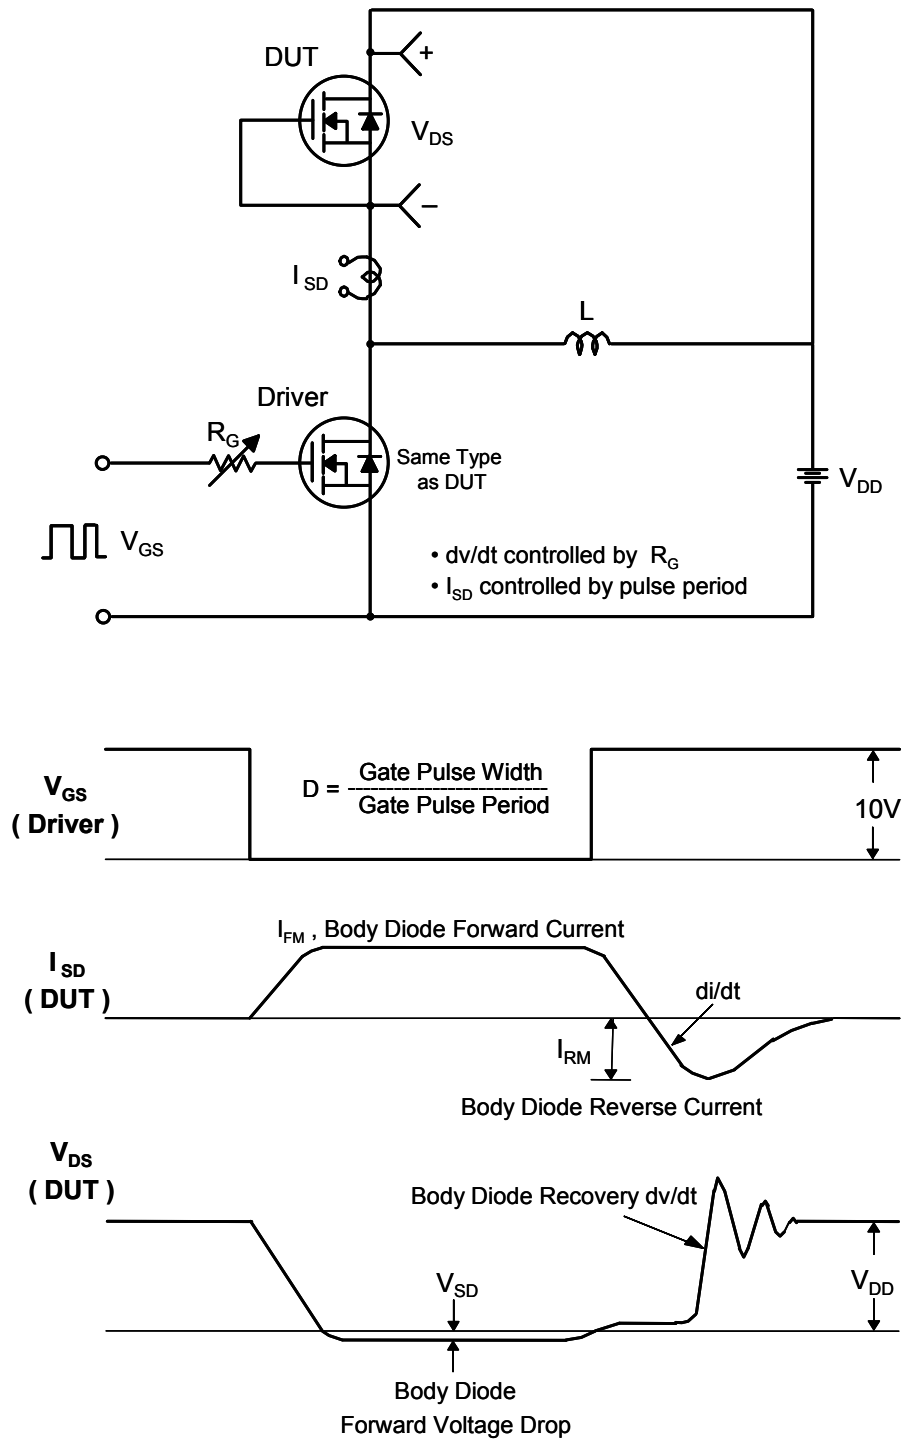 DUT
+
V_DS
–
I_SD
L
Driver
R_G
Same Type
as DUT
V_DD
V_GS
• dv/dt controlled by R_G
• I_SD controlled by pulse period
V_GS
( Driver )
D = Gate Pulse Width
Gate Pulse Period
10V
I_FM , Body Diode Forward Current
I_SD
( DUT )
di/dt
I_RM
Body Diode Reverse Current
V_DS
( DUT )
Body Diode Recovery dv/dt
V_SD
V_DD
Body Diode
Forward Voltage Drop